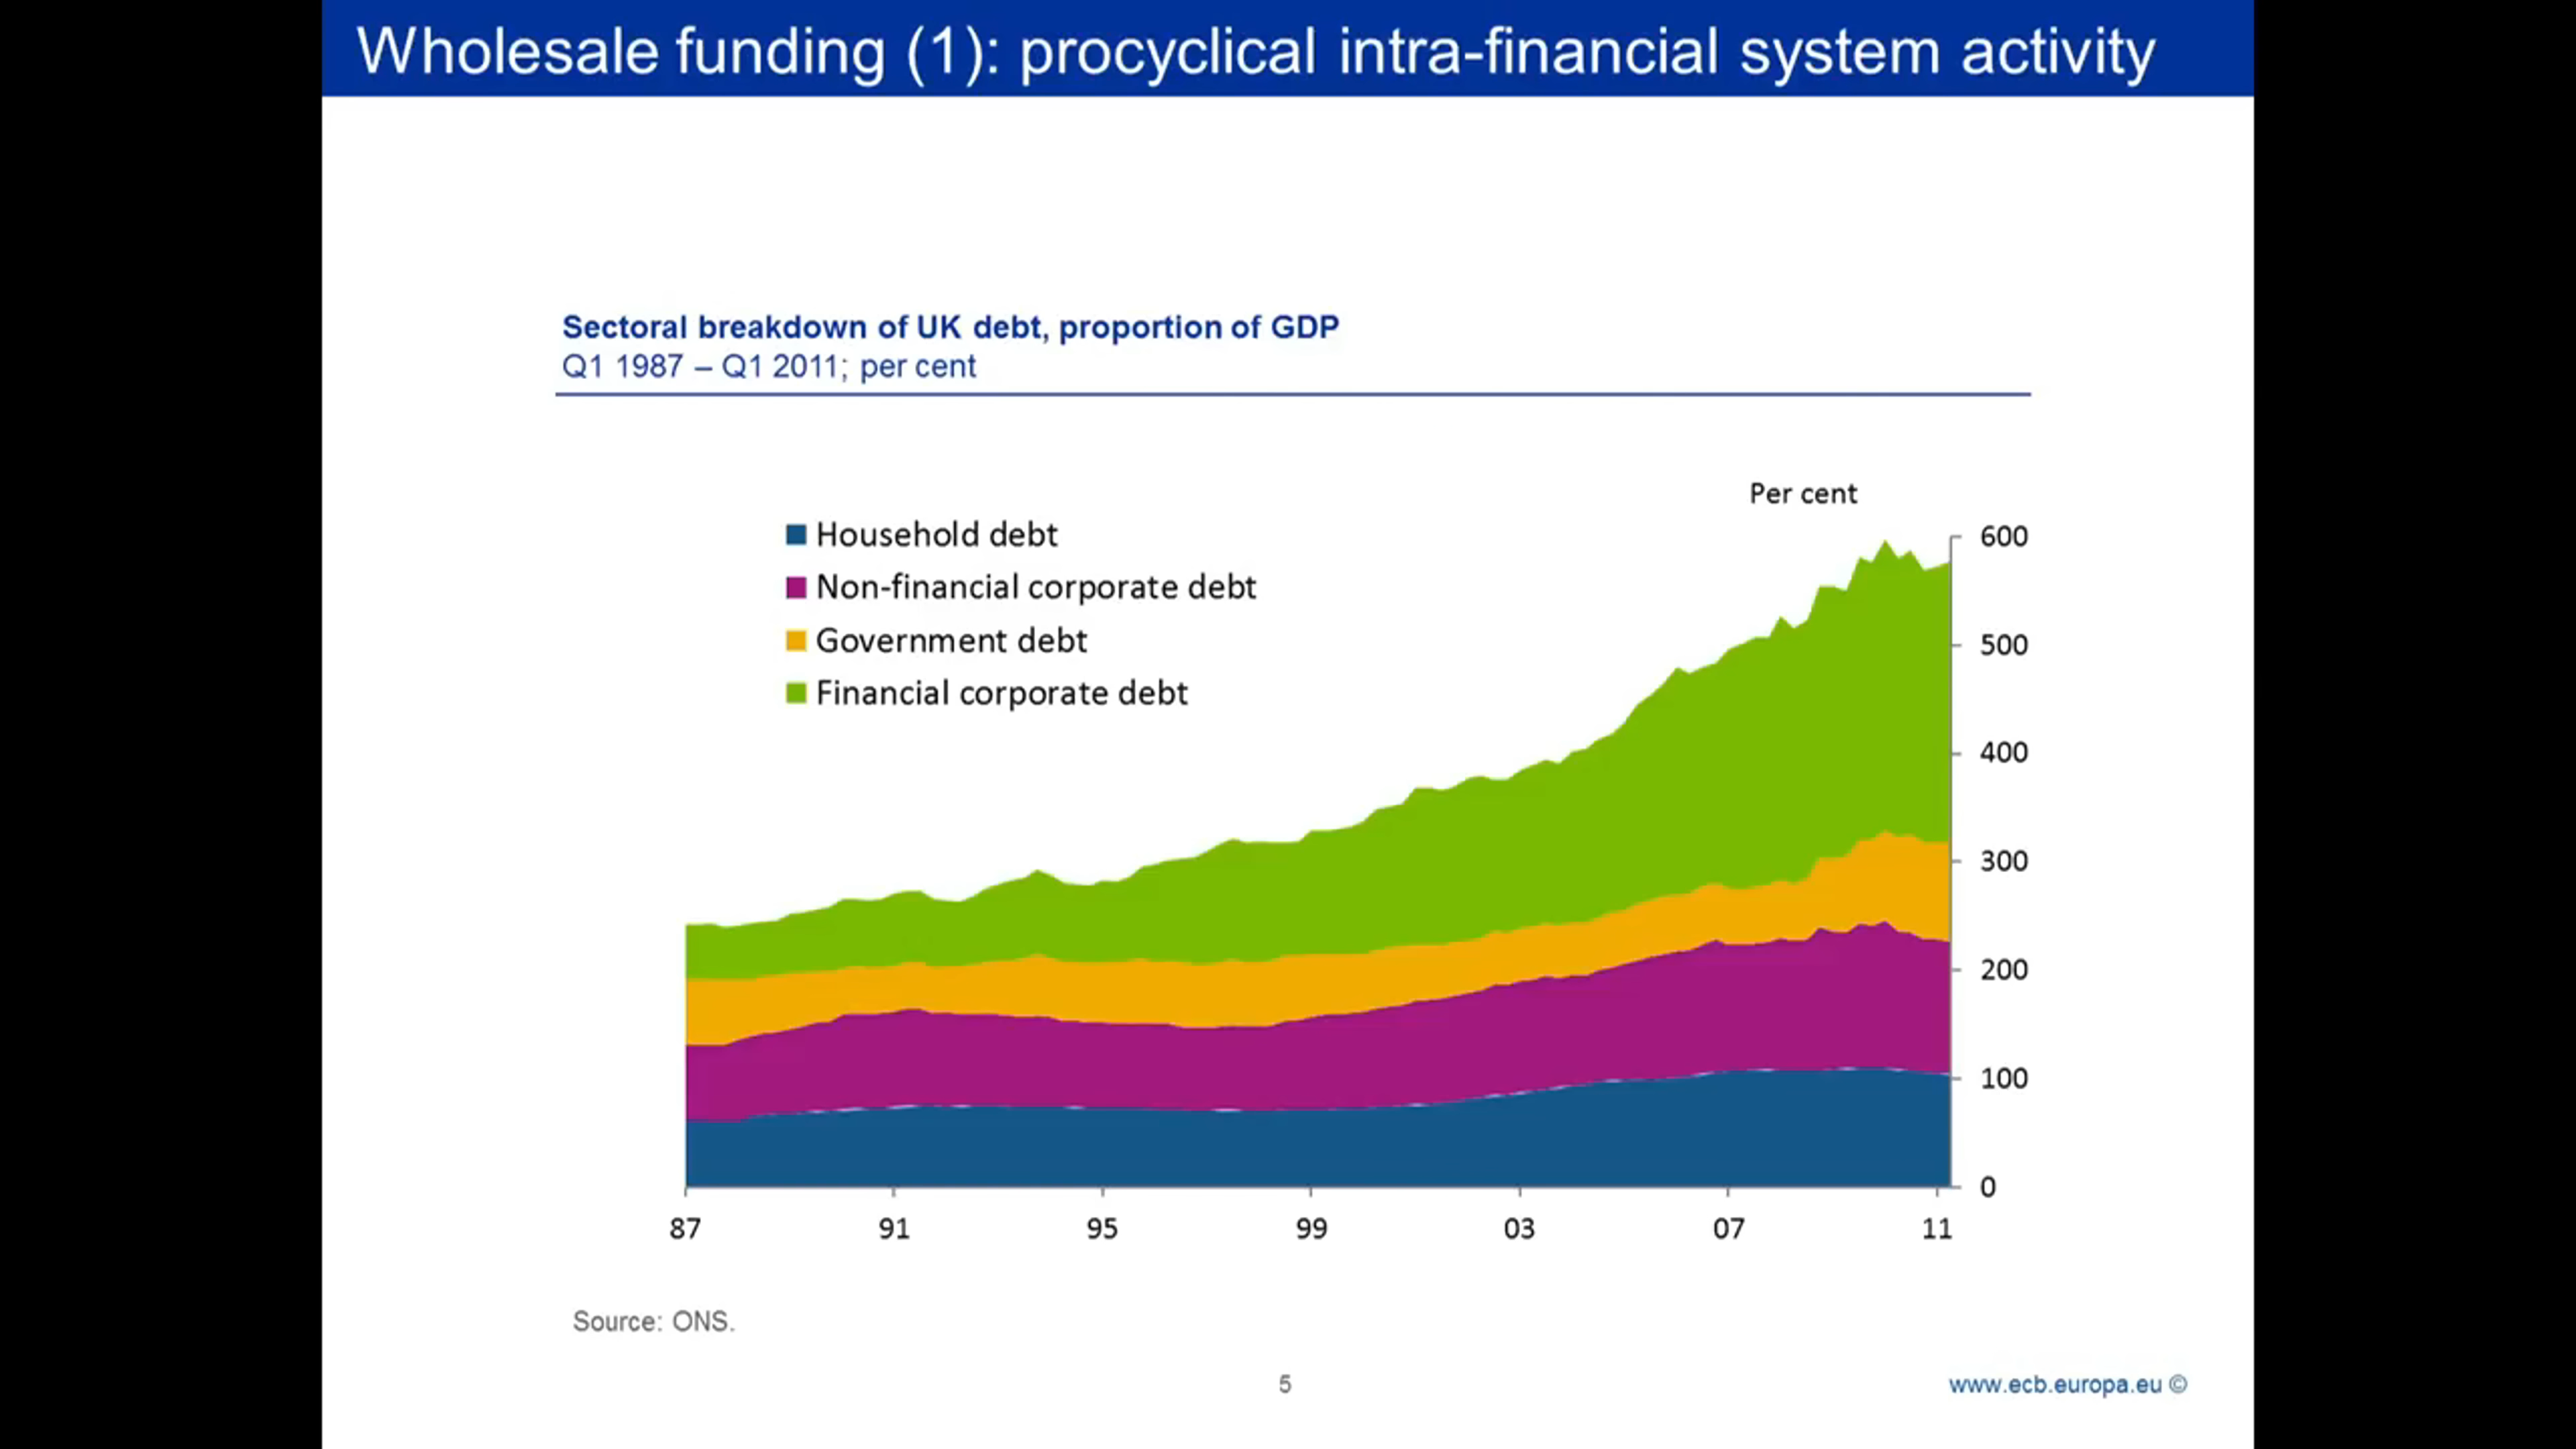 Wholesale funding (1): procyclical intra-financial system activity
Sectoral breakdown of UK debt, proportion of GDP
Q1 1987 – Q1 2011; per cent
Per cent
Household debt
Non-financial corporate debt
Government debt
Financial corporate debt
600
500
400
300
200
100
0
87 91 95 99 03 07 11
Source: ONS.
5
www.ecb.europa.eu ©